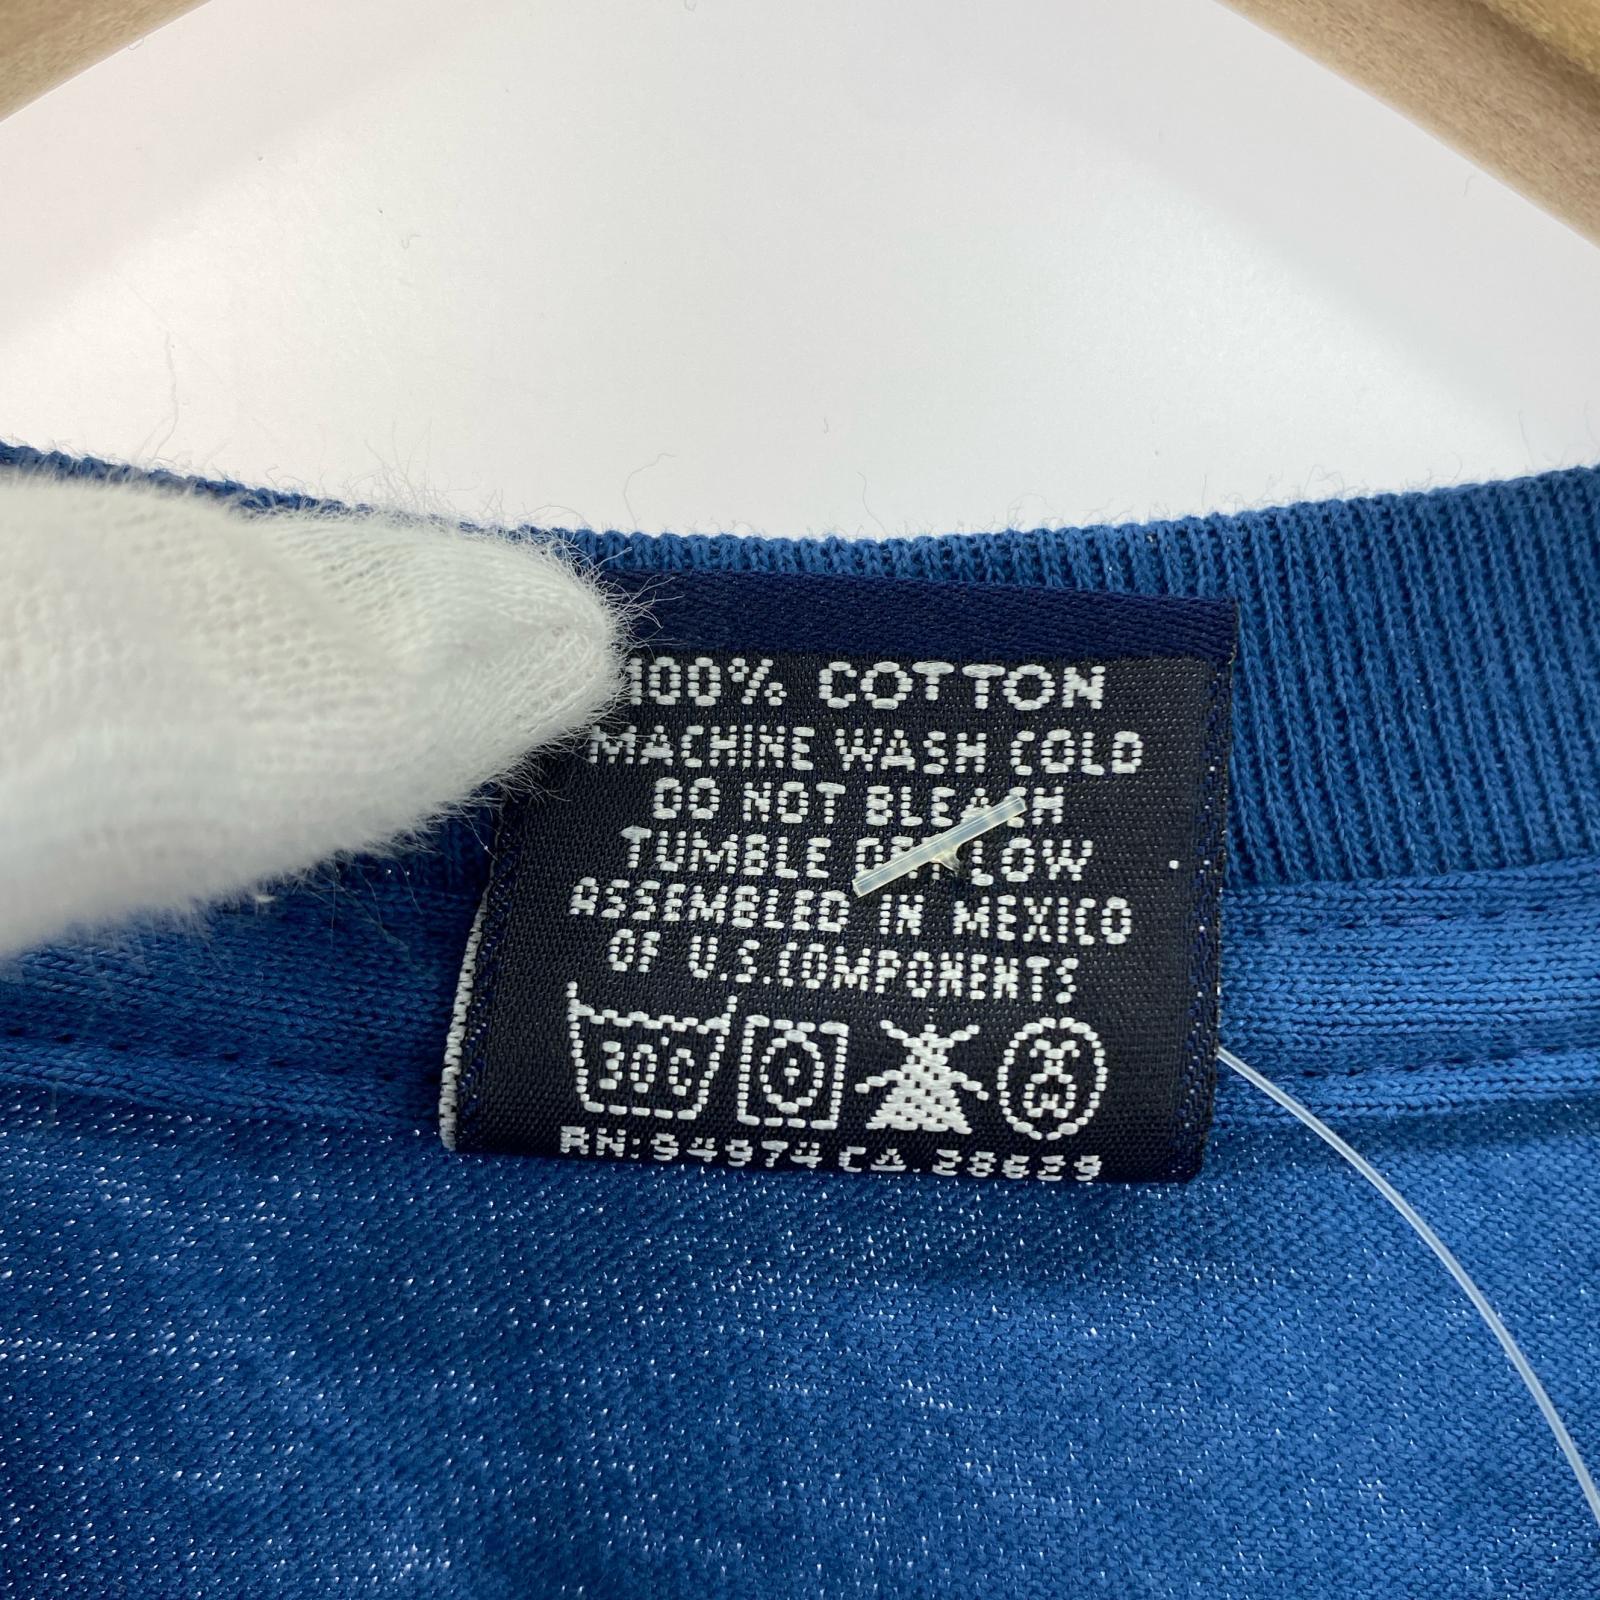 100% COTTON
MACHINE WASH COLD
DO NOT BLEACH
TUMBLE DRY LOW
ASSEMBLED IN MEXICO
OF U.S.COMPONENTS
30C
RN:94974 CA.28629